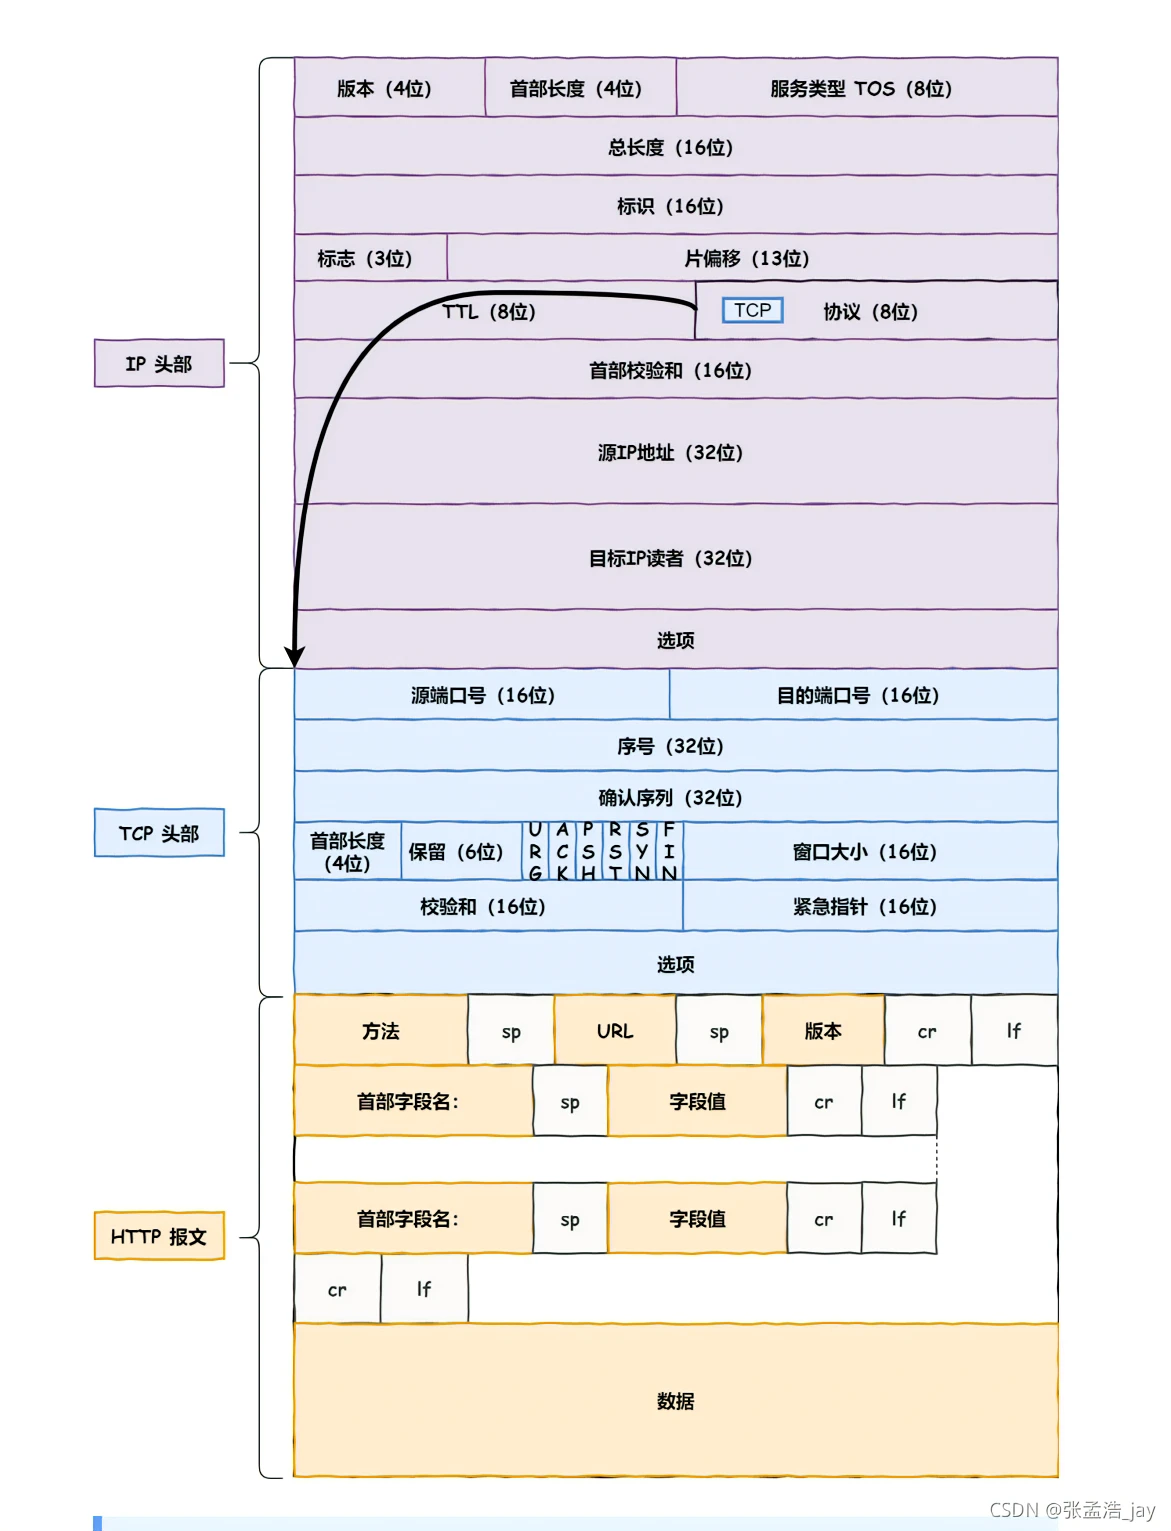 版本（4位）
首部长度（4位）
服务类型 TOS（8位）
总长度（16位）
标识（16位）
标志（3位）
片偏移（13位）
TTL（8位）
TCP
协议（8位）
IP 头部
首部校验和（16位）
源IP地址（32位）
目标IP读者（32位）
选项
源端口号（16位）
目的端口号（16位）
序号（32位）
确认序列（32位）
TCP 头部
首部长度
（4位）
保留（6位）
URG
ACK
PSH
RST
SYN
FIN
窗口大小（16位）
校验和（16位）
紧急指针（16位）
选项
方法
sp
URL
sp
版本
cr
lf
首部字段名：
sp
字段值
cr
lf
HTTP 报文
首部字段名：
sp
字段值
cr
lf
cr
lf
数据
CSDN @张孟浩_jay